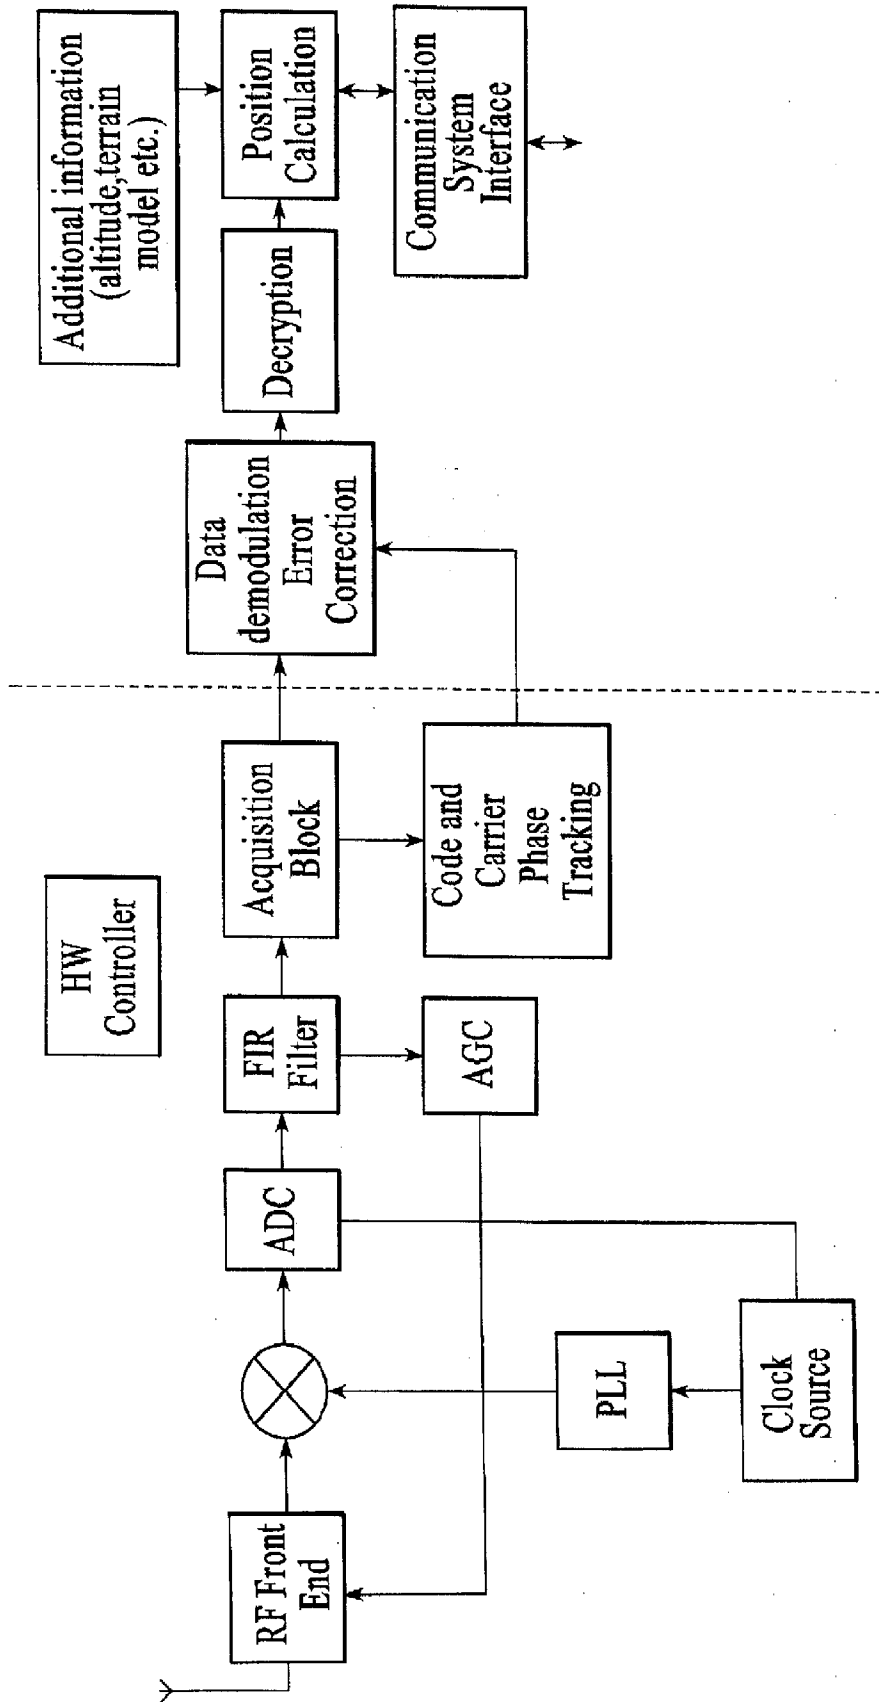 RF Front
End
ADC
FIR
Filter
AGC
PLL
Clock
Source
HW
Controller
Acquisition
Block
Code and
Carrier
Phase
Tracking
Data
demodulation
Error
Correction
Decryption
Additional information
(altitude,terrain
model etc.)
Position
Calculation
Communication
System
Interface